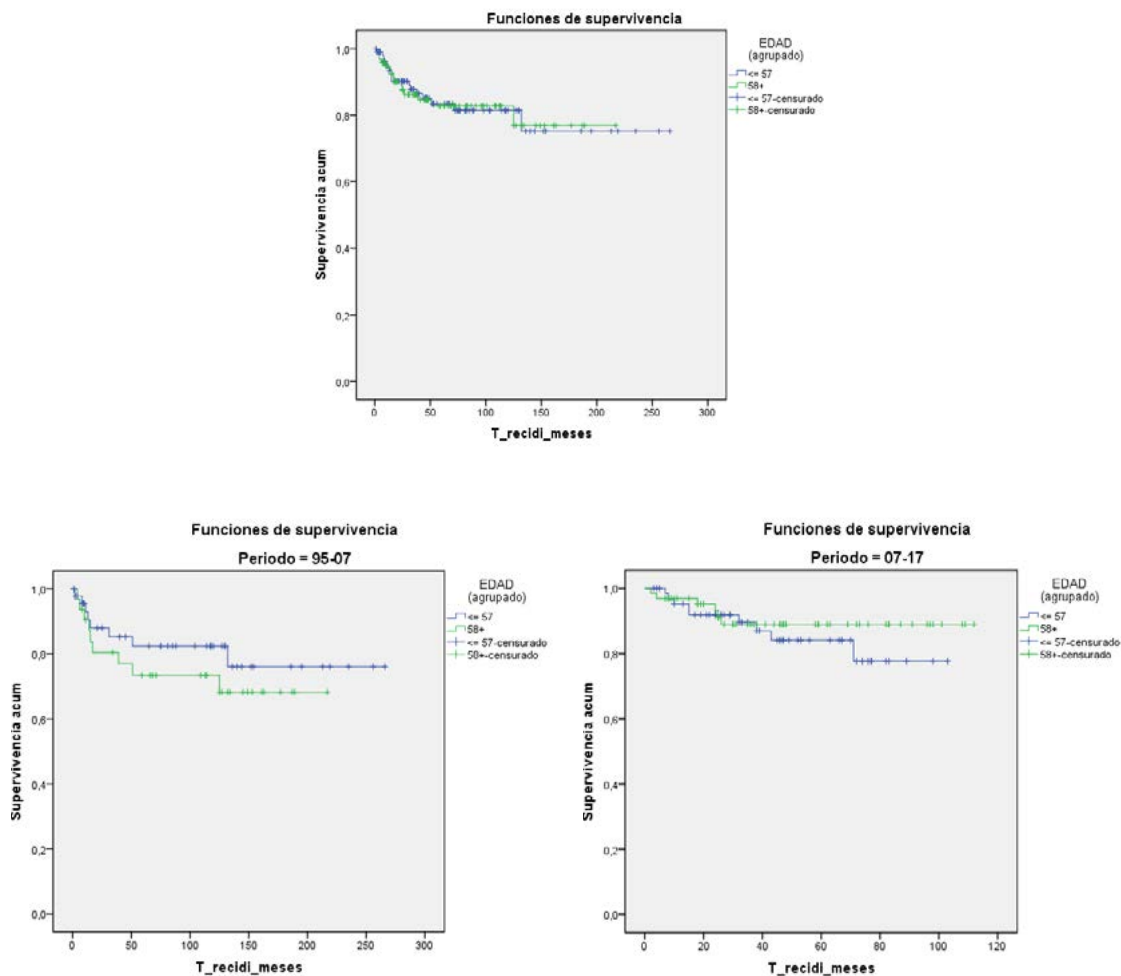 Funciones de supervivencia
EDAD
(agrupado)
<= 57
58+
<= 57-censurado
58+-censurado
1,0
0,8
0,6
0,4
0,2
0,0
Supervivencia acum
0 50 100 150 200 250 300
T_recidi_meses
Funciones de supervivencia
Periodo = 95-07
EDAD
(agrupado)
<= 57
58+
<= 57-censurado
58+-censurado
1,0
0,8
0,6
0,4
0,2
0,0
Supervivencia acum
0 50 100 150 200 250 300
T_recidi_meses
Funciones de supervivencia
Periodo = 07-17
EDAD
(agrupado)
<= 57
58+
<= 57-censurado
58+-censurado
1,0
0,8
0,6
0,4
0,2
0,0
Supervivencia acum
0 20 40 60 80 100 120
T_recidi_meses